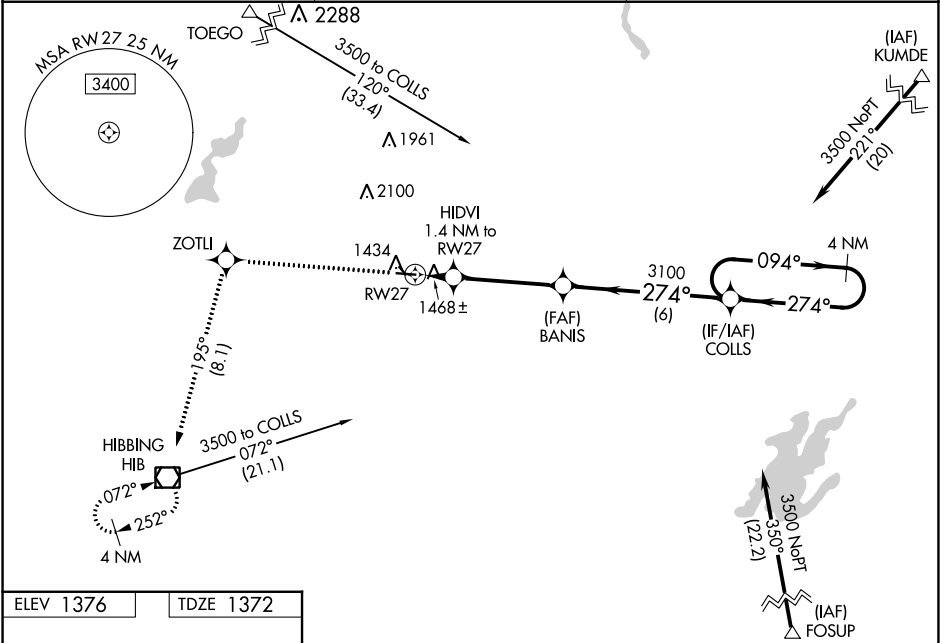 TOEGO
2288
MSA RW27 25 NM
3400
3500 to COLLS
120°
(33.4)
(IAF)
KUMDE
3500 NoPT
221°
(20)
1961
2100
ZOTLI
1434
RW27
HIDVI
1.4 NM to
RW27
1468±
(FAF)
BANIS
3100
274°
(6)
094°
4 NM
274°
(IF/IAF)
COLLS
195°
(8.1)
HIBBING
HIB
3500 to COLLS
072°
(21.1)
072°
252°
4 NM
3500 NoPT
350°
(22.2)
(IAF)
FOSUP
ELEV 1376
TDZE 1372